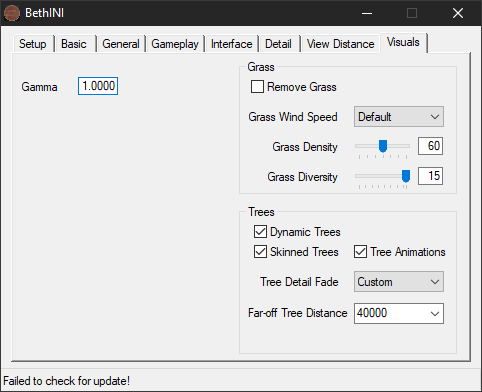 BethINI
Setup Basic General Gameplay Interface Detail View Distance Visuals
Gamma 1.0000
Grass
Remove Grass
Grass Wind Speed Default
Grass Density 60
Grass Diversity 15
Trees
Dynamic Trees
Skinned Trees Tree Animations
Tree Detail Fade Custom
Far-off Tree Distance 40000
Failed to check for update!